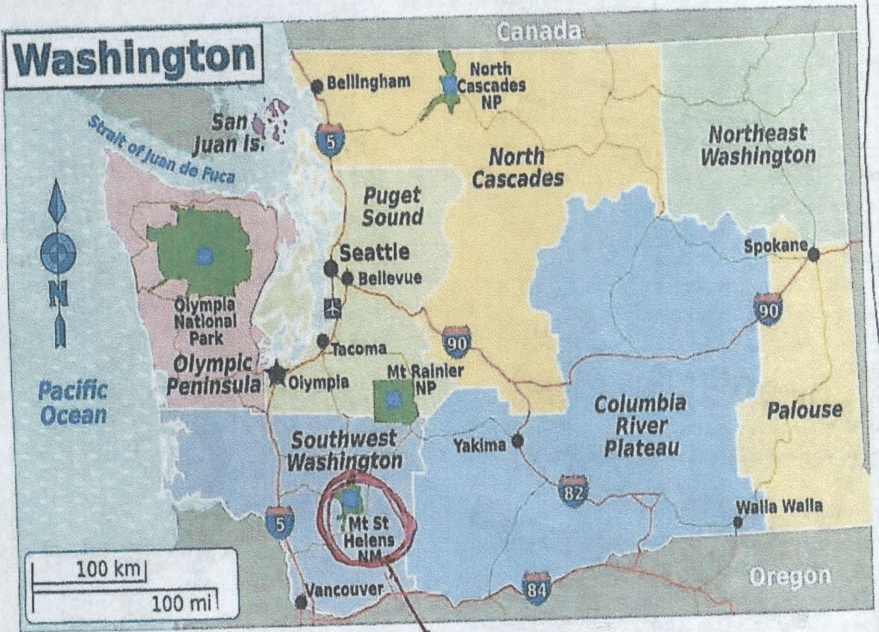 Canada
Washington
Bellingham
North
Cascades
NP
San
Juan Is.
5
Strait of Juan de Fuca
Northeast
Washington
North
Cascades
Puget
Sound
Seattle
Bellevue
Spokane
N
Olympia
National
Park
90
90
Tacoma
Olympic
Peninsula
Olympia
Mt Rainier
NP
Pacific
Ocean
Columbia
River
Plateau
Palouse
Southwest
Washington
Yakima
82
Mt St
Helens
NM
5
Walla Walla
100 km
100 mi
Vancouver
84
Oregon